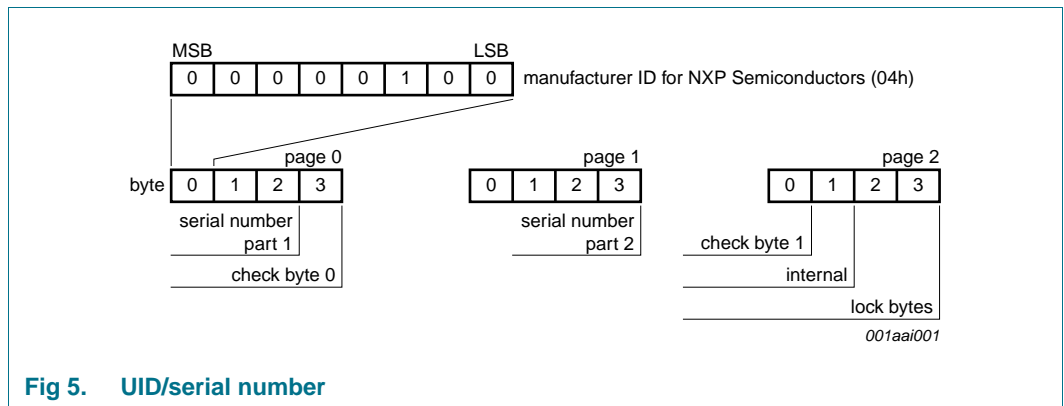 MSB LSB
0 0 0 0 0 1 0 0 manufacturer ID for NXP Semiconductors (04h)
page 0 page 1 page 2
byte 0 1 2 3 0 1 2 3 0 1 2 3
serial number serial number
part 1 part 2 check byte 1
check byte 0 internal
lock bytes
001aai001
Fig 5. UID/serial number